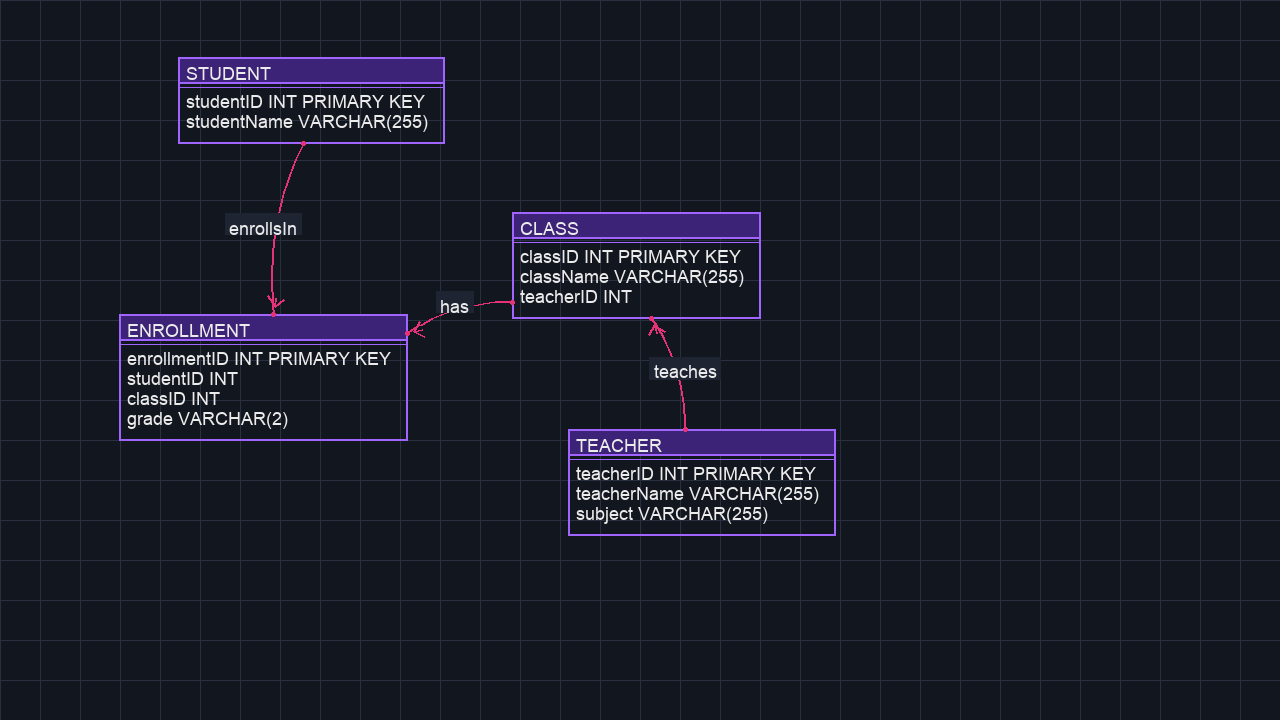 STUDENT
studentID INT PRIMARY KEY
studentName VARCHAR(255)
enrollsIn
CLASS
classID INT PRIMARY KEY
className VARCHAR(255)
teacherID INT
has
ENROLLMENT
enrollmentID INT PRIMARY KEY
studentID INT
classID INT
grade VARCHAR(2)
teaches
TEACHER
teacherID INT PRIMARY KEY
teacherName VARCHAR(255)
subject VARCHAR(255)